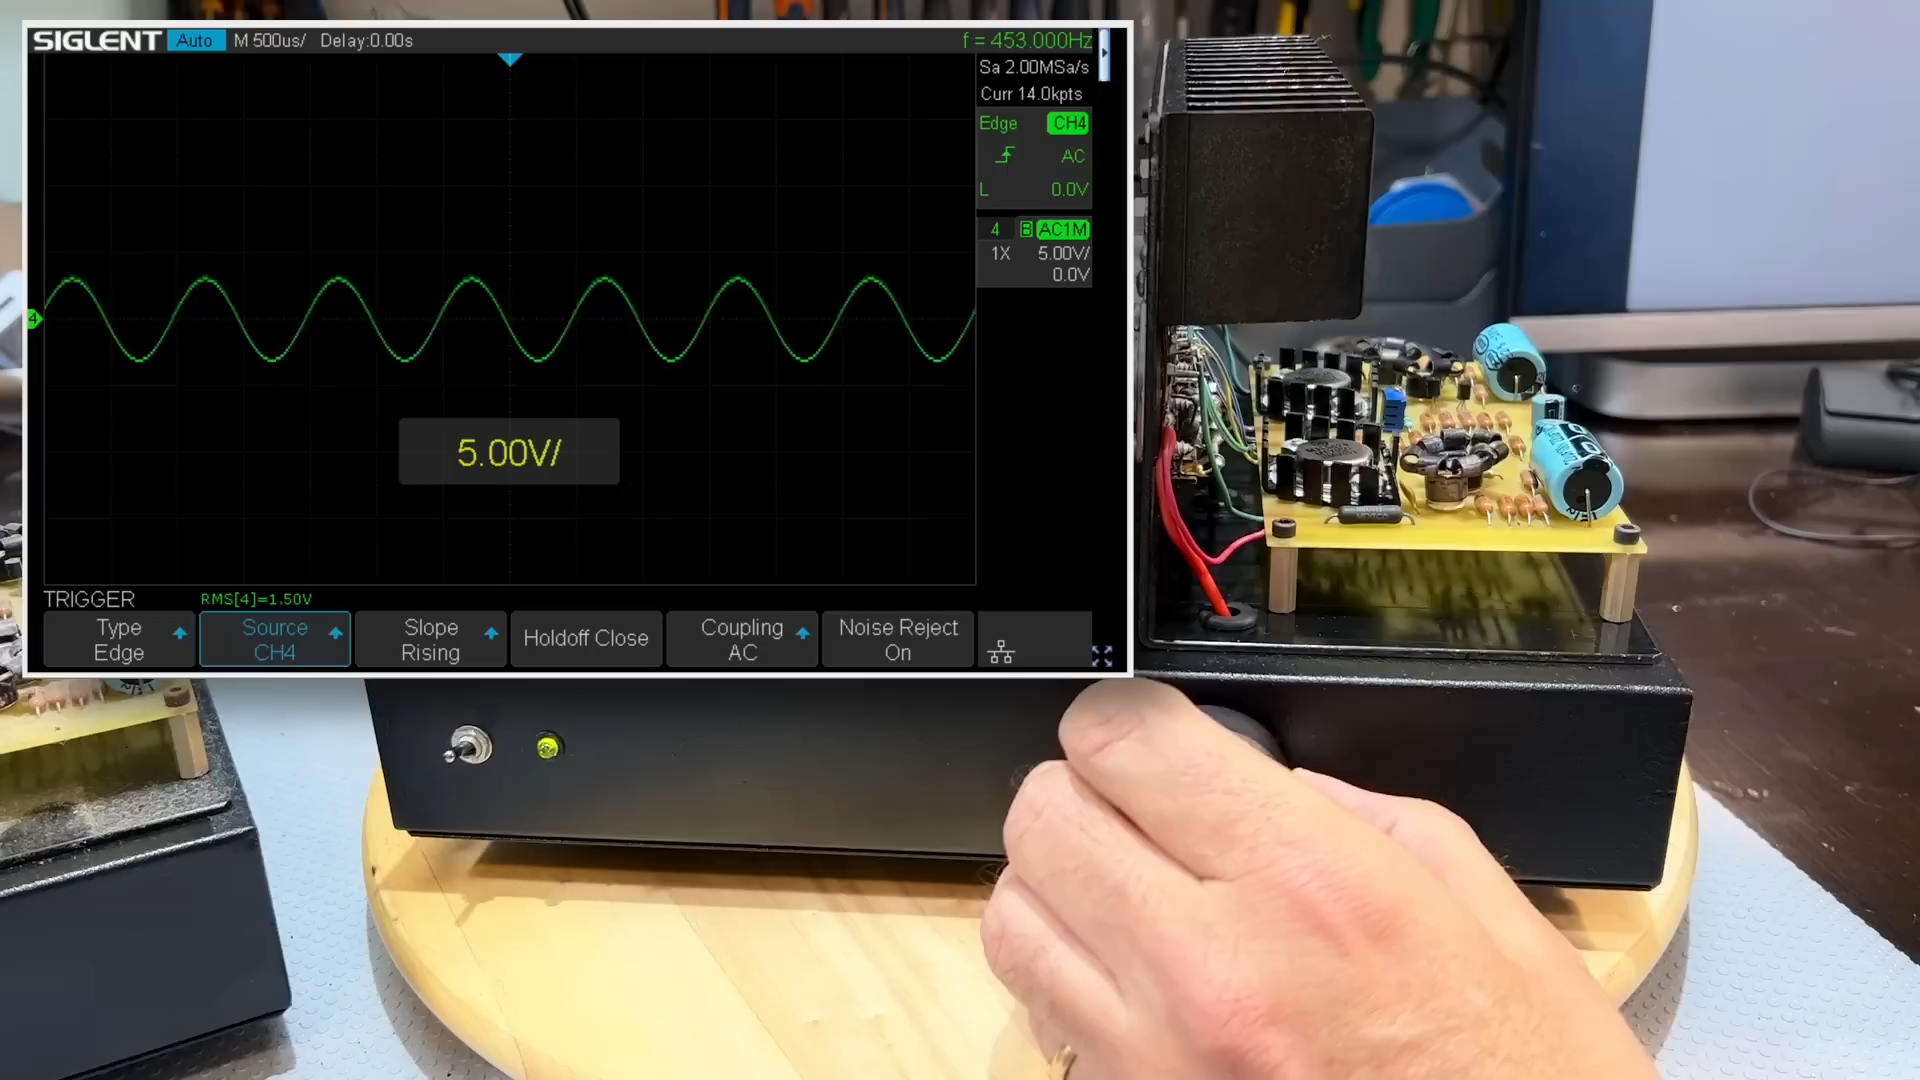 SIGLENT Auto M 500us/ Delay:0.00s f = 453.000Hz
Sa 2.00MSa/s
Curr 14.0kpts
Edge CH4
AC
L 0.0V
4 B AC1M
1X 5.00V/
0.0V
4
5.00V/
TRIGGER RMS[4]=1.50V
Type
Edge
Source
CH4
Slope
Rising
Holdoff Close
Coupling
AC
Noise Reject
On